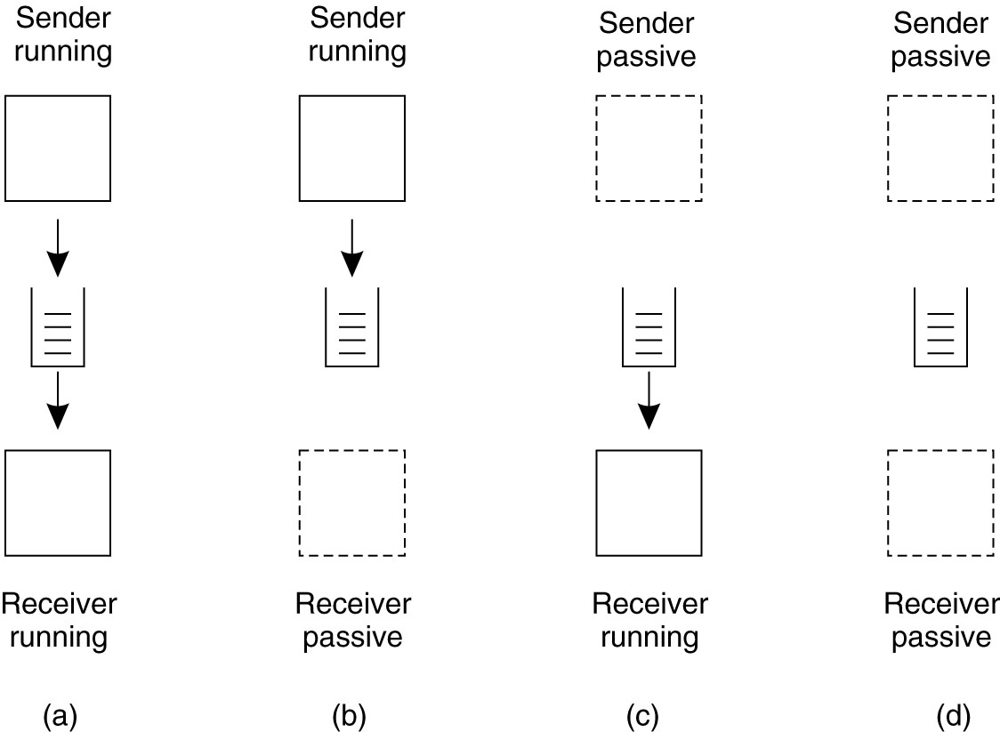 Sender
running
Sender
running
Sender
passive
Sender
passive
Receiver
running
Receiver
passive
Receiver
running
Receiver
passive
(a)
(b)
(c)
(d)